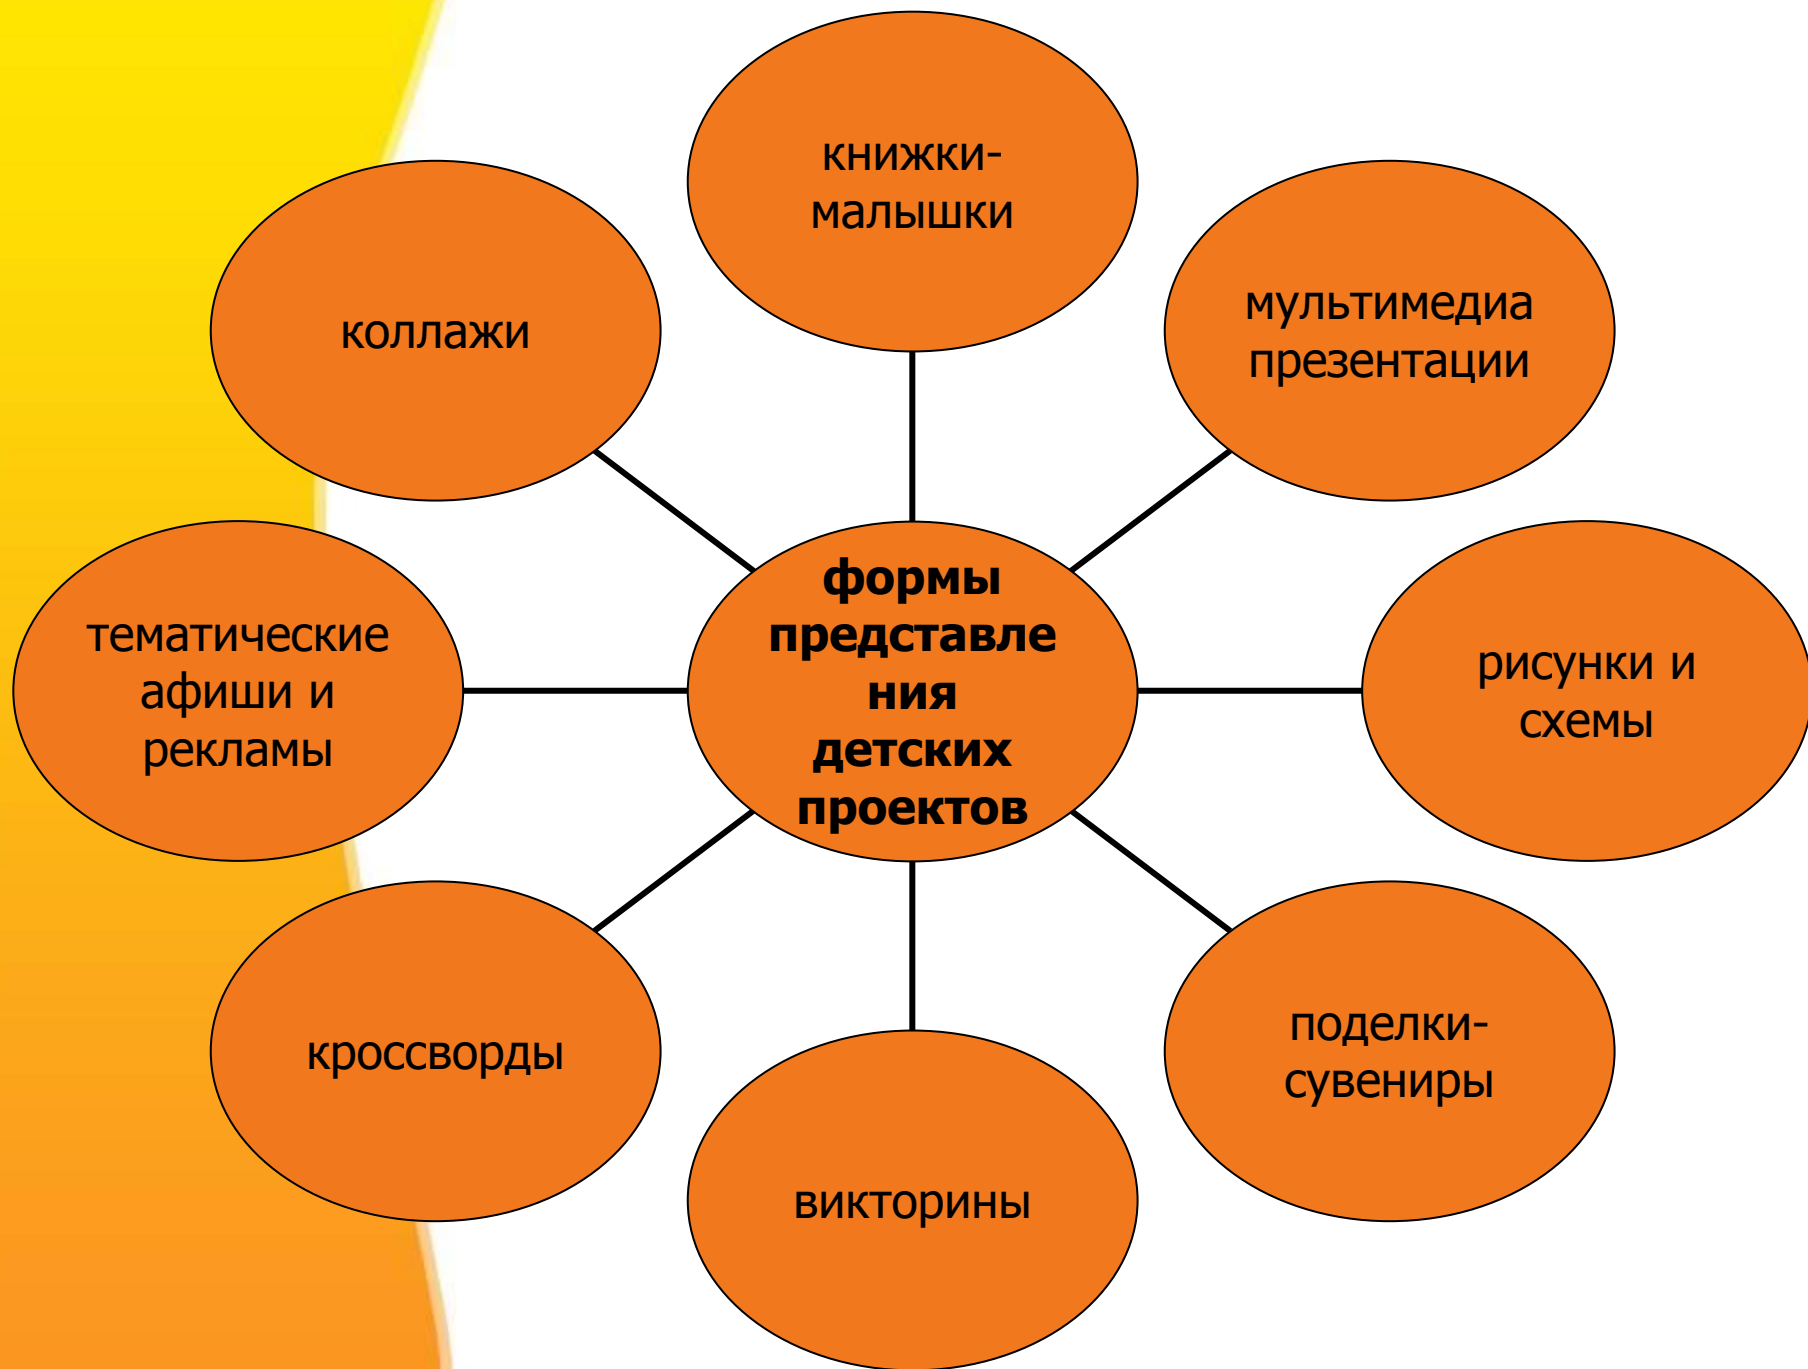 книжки-
малышки
мультимедиа
презентации
рисунки и
схемы
поделки-
сувениры
викторины
кроссворды
тематические
афиши и
рекламы
коллажи
формы
представле
ния
детских
проектов